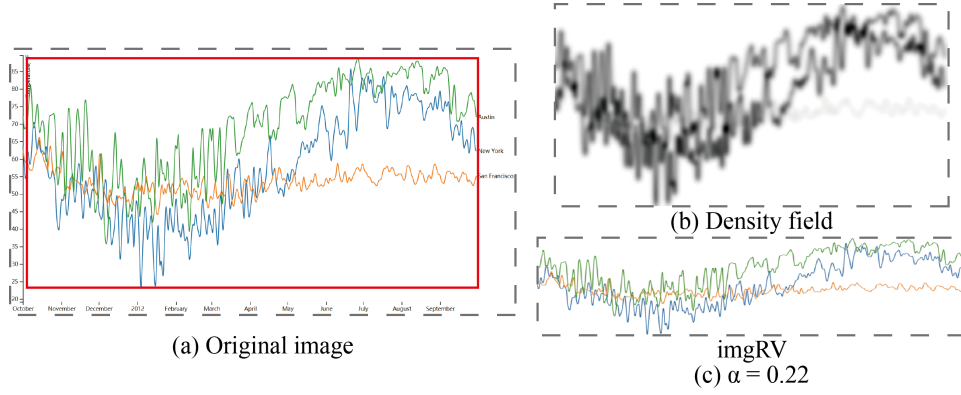 85
80
75
70
65
60
55
50
45
40
35
30
25
20
October November December 2012 February March April May June July August September
Austin
New York
San Francisco
(a) Original image
(b) Density field
imgRV
(c) α = 0.22